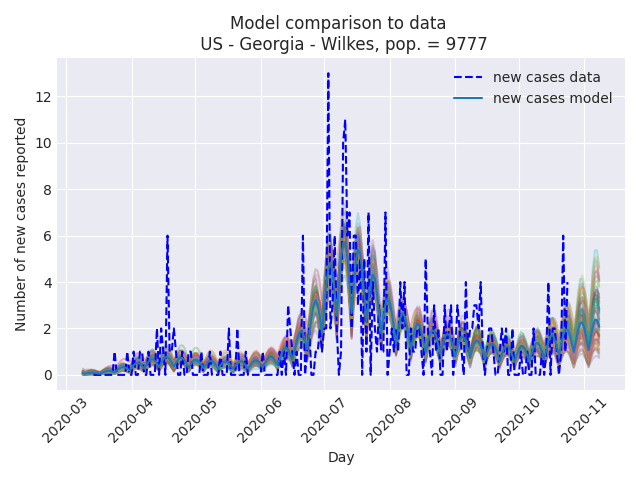 Model comparison to data
US - Georgia - Wilkes, pop. = 9777
new cases data
new cases model
Number of new cases reported
12
10
8
6
4
2
0
2020-03
2020-04
2020-05
2020-06
2020-07
2020-08
2020-09
2020-10
2020-11
Day